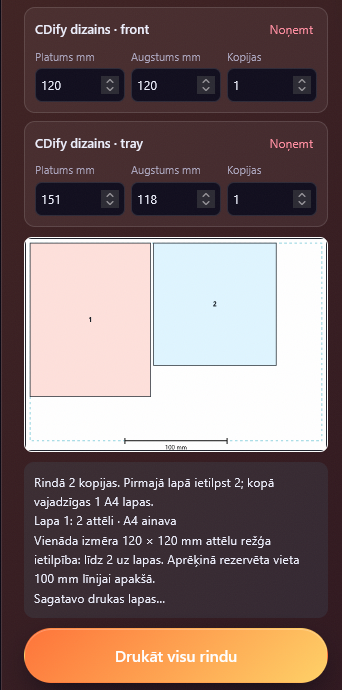 CDify dizains · front Noņemt
Platums mm Augstums mm Kopijas
120 120 1
CDify dizains · tray Noņemt
Platums mm Augstums mm Kopijas
151 118 1
1
2
100 mm
Rindā 2 kopijas. Pirmajā lapā ietilpst 2; kopā
vajadzīgas 1 A4 lapas.
Lapa 1: 2 attēli · A4 ainava
Vienāda izmēra 120 × 120 mm attēlu režģa
ietilpība: līdz 2 uz lapas. Aprēķinā rezervēta vieta
100 mm līnijai apakšā.
Sagatavo drukas lapas...
Drukāt visu rindu